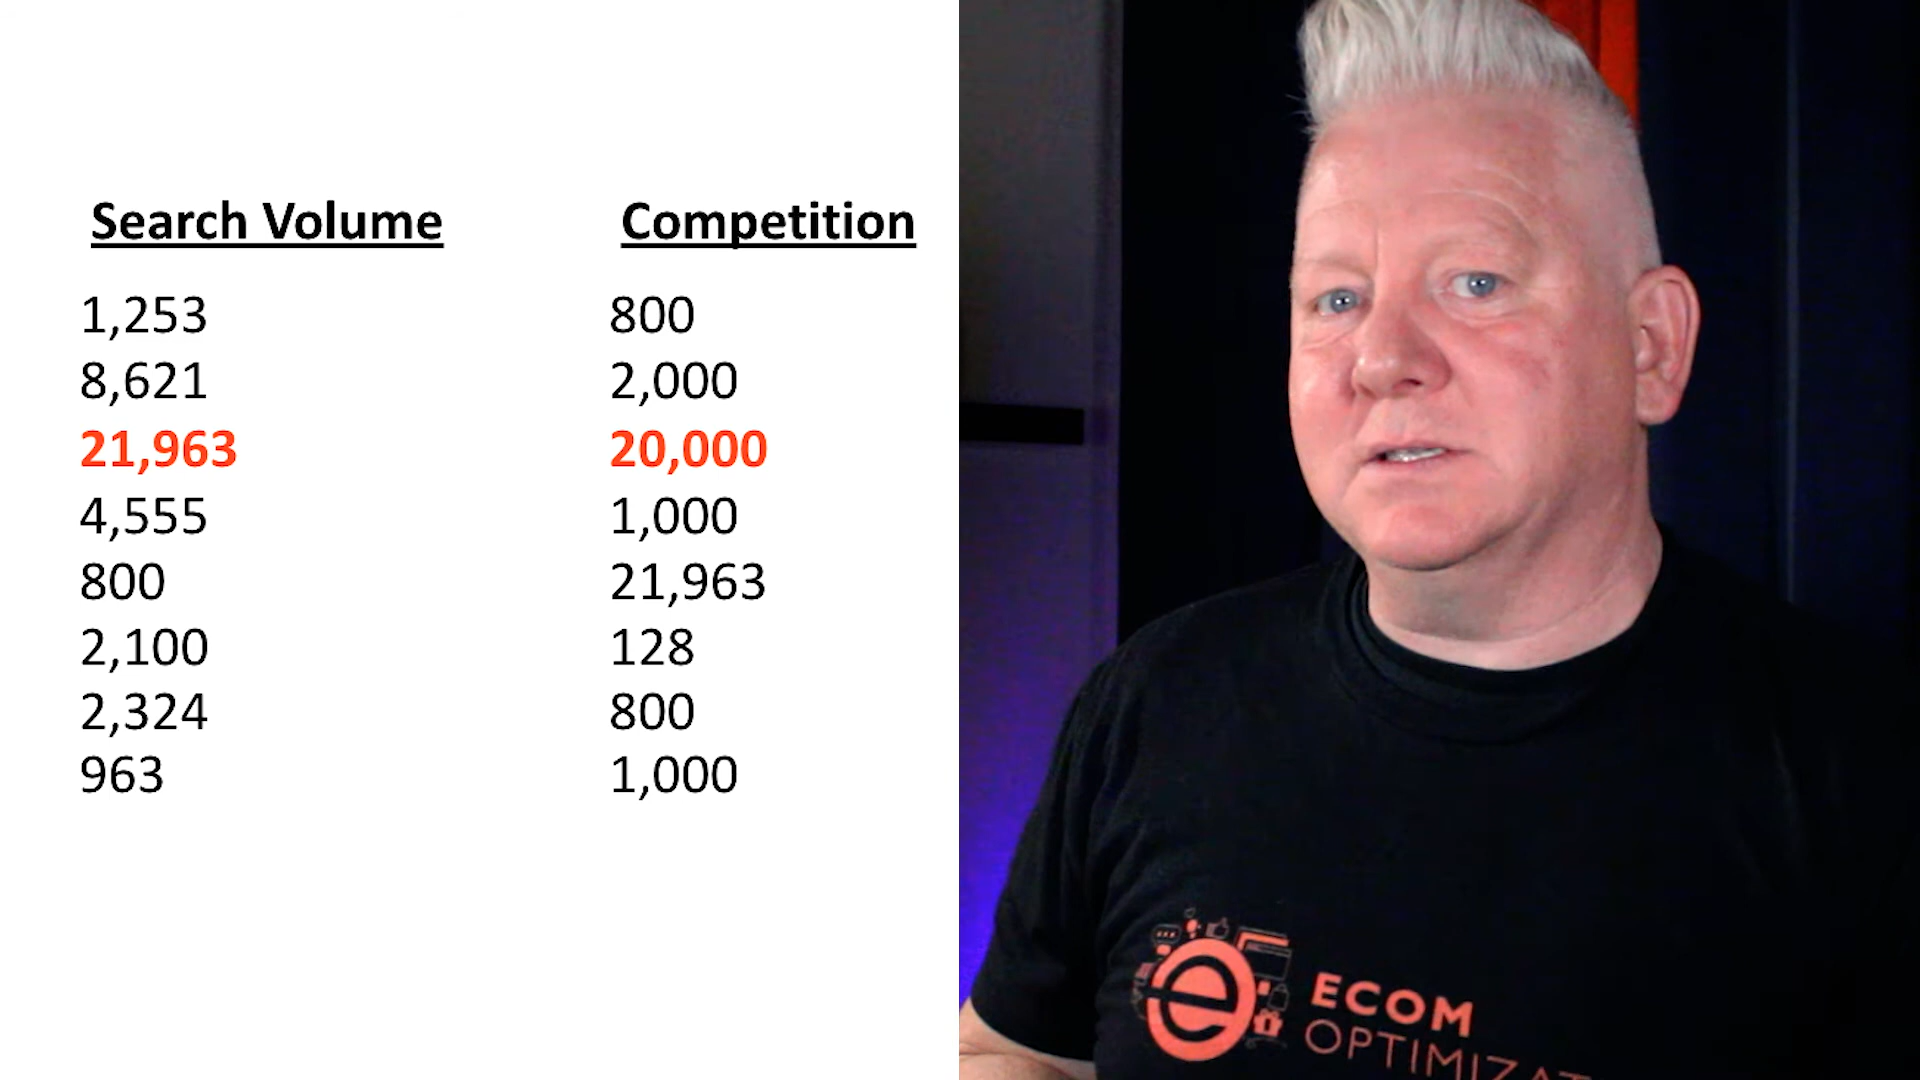 Search Volume Competition
1,253 800
8,621 2,000
21,963 20,000
4,555 1,000
800 21,963
2,100 128
2,324 800
963 1,000
e ECOM
OPTIMIZAT